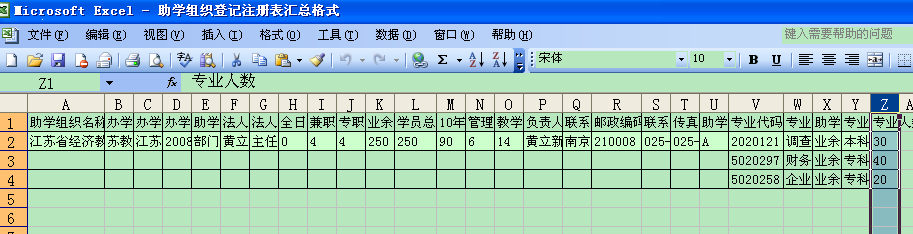 Microsoft Excel - 助学组织登记注册表汇总格式
文件(F) 编辑(E) 视图(V) 插入(I) 格式(O) 工具(T) 数据(D) 窗口(W) 帮助(H) 键入需要帮助的问题
Σ 宋体 10 B U
Z1 fx 专业人数
A B C D E F G H I J K L M N O P Q R S T U V W X Y Z
1 助学组织名称 办学 办学 办学 办学 法人 法人 全日 兼职 专职 业余 学员总 10年 管理 教学 负责人 联系 邮政编码 联系 传真 助学 专业代码 专业 助学 专业 专业
2 江苏省经济教 苏教 江苏 2008 部门 黄立 主任 0 4 4 250 250 90 6 14 黄立新 南京 210008 025- 025- A 2020121 调查 业余 本科 30
3 5020297 财务 业余 专科 40
4 5020258 企业 业余 专科 20
5
6
7